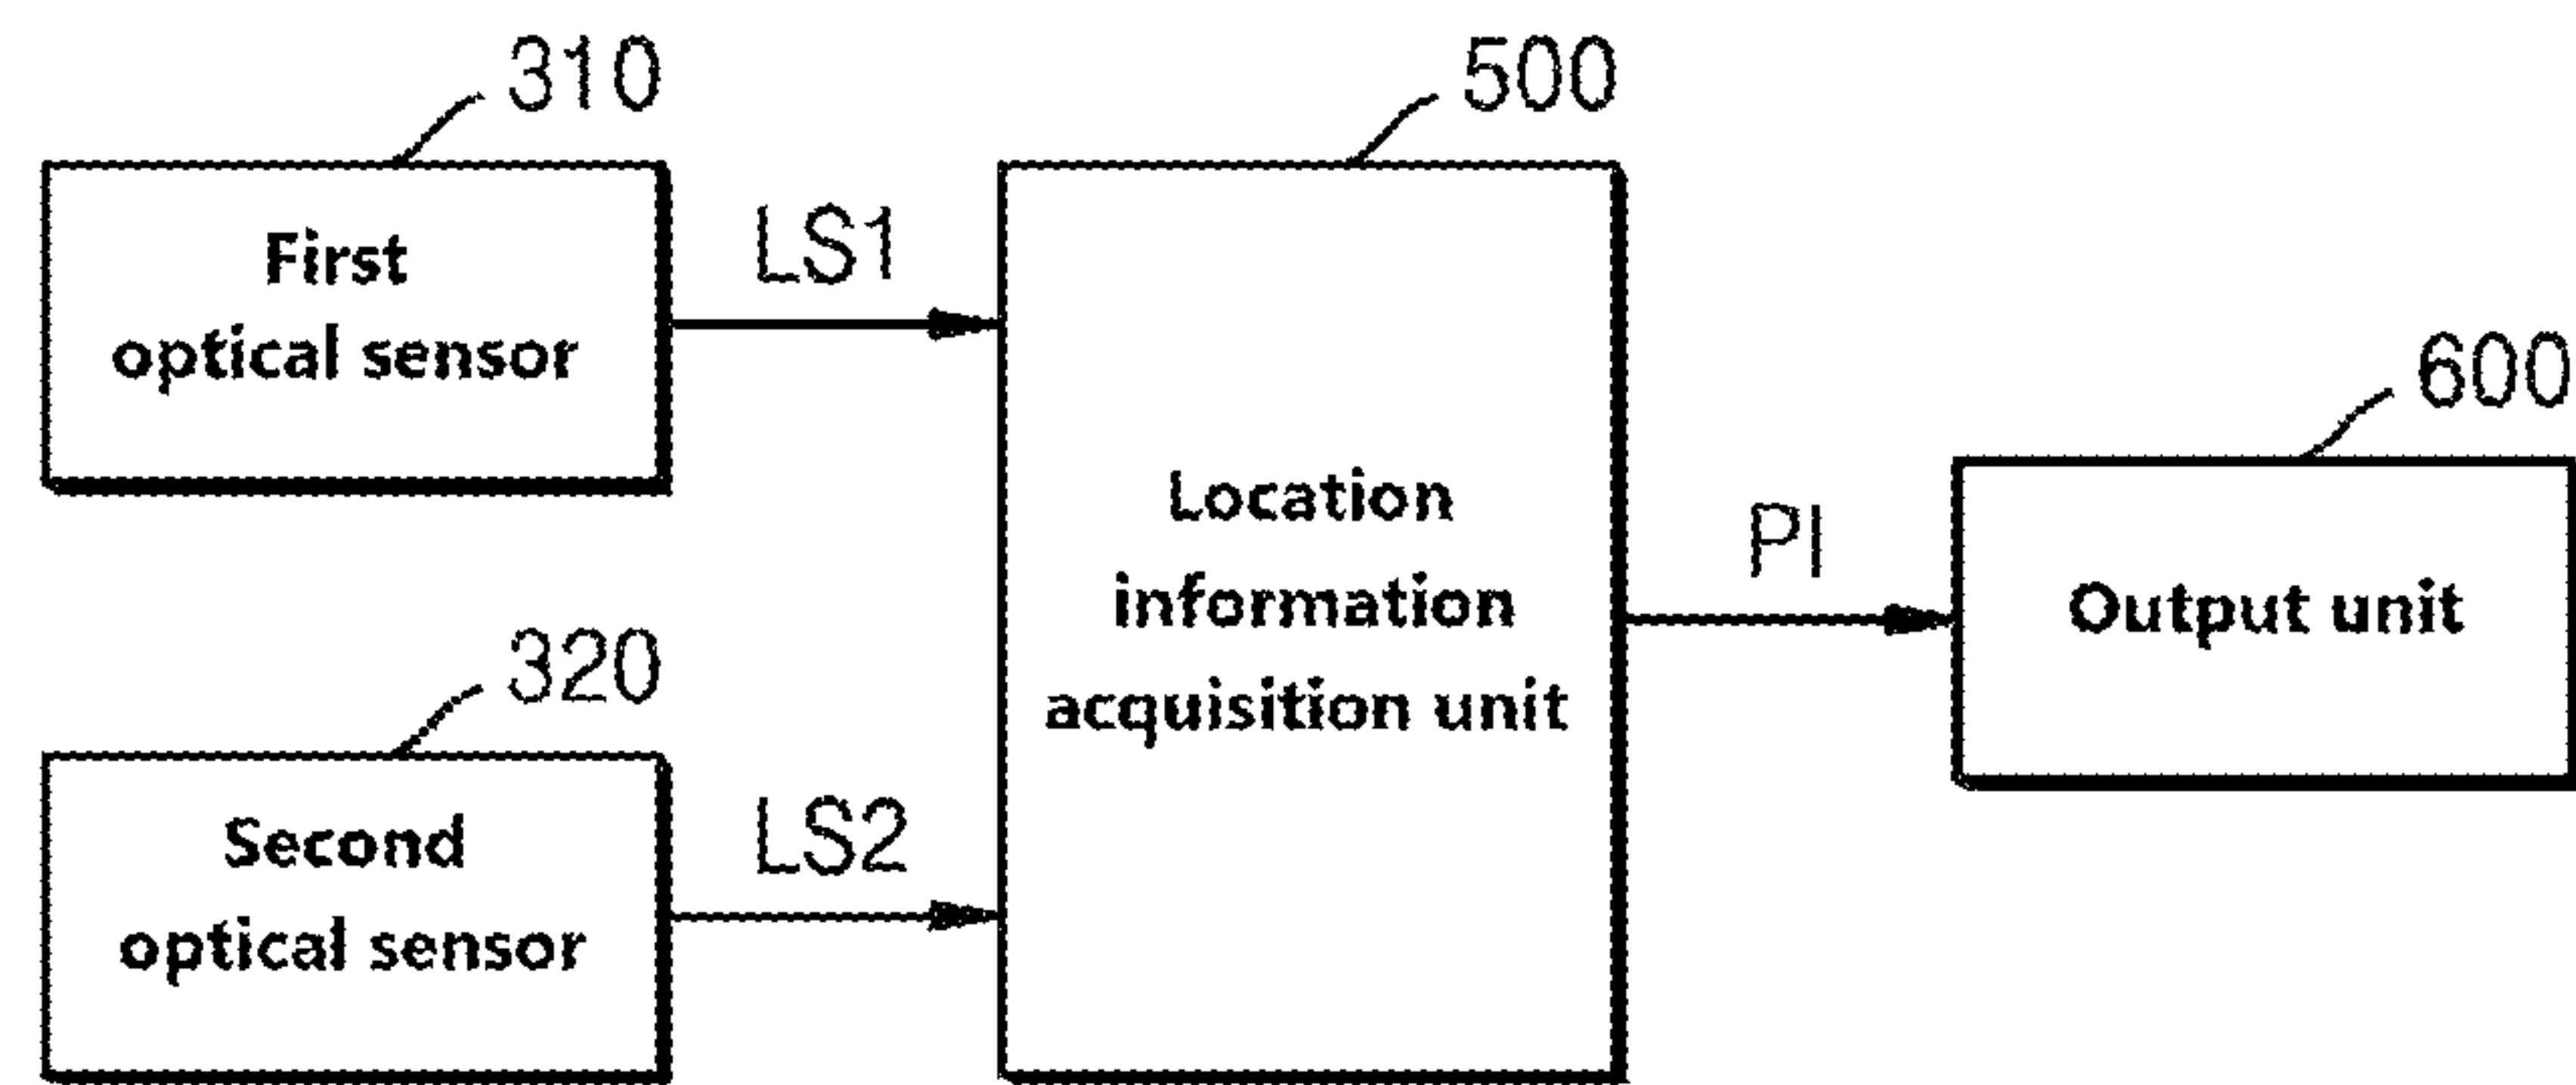 310
First
optical sensor
LS1
320
Second
optical sensor
LS2
500
Location
information
acquisition unit
PI
600
Output unit